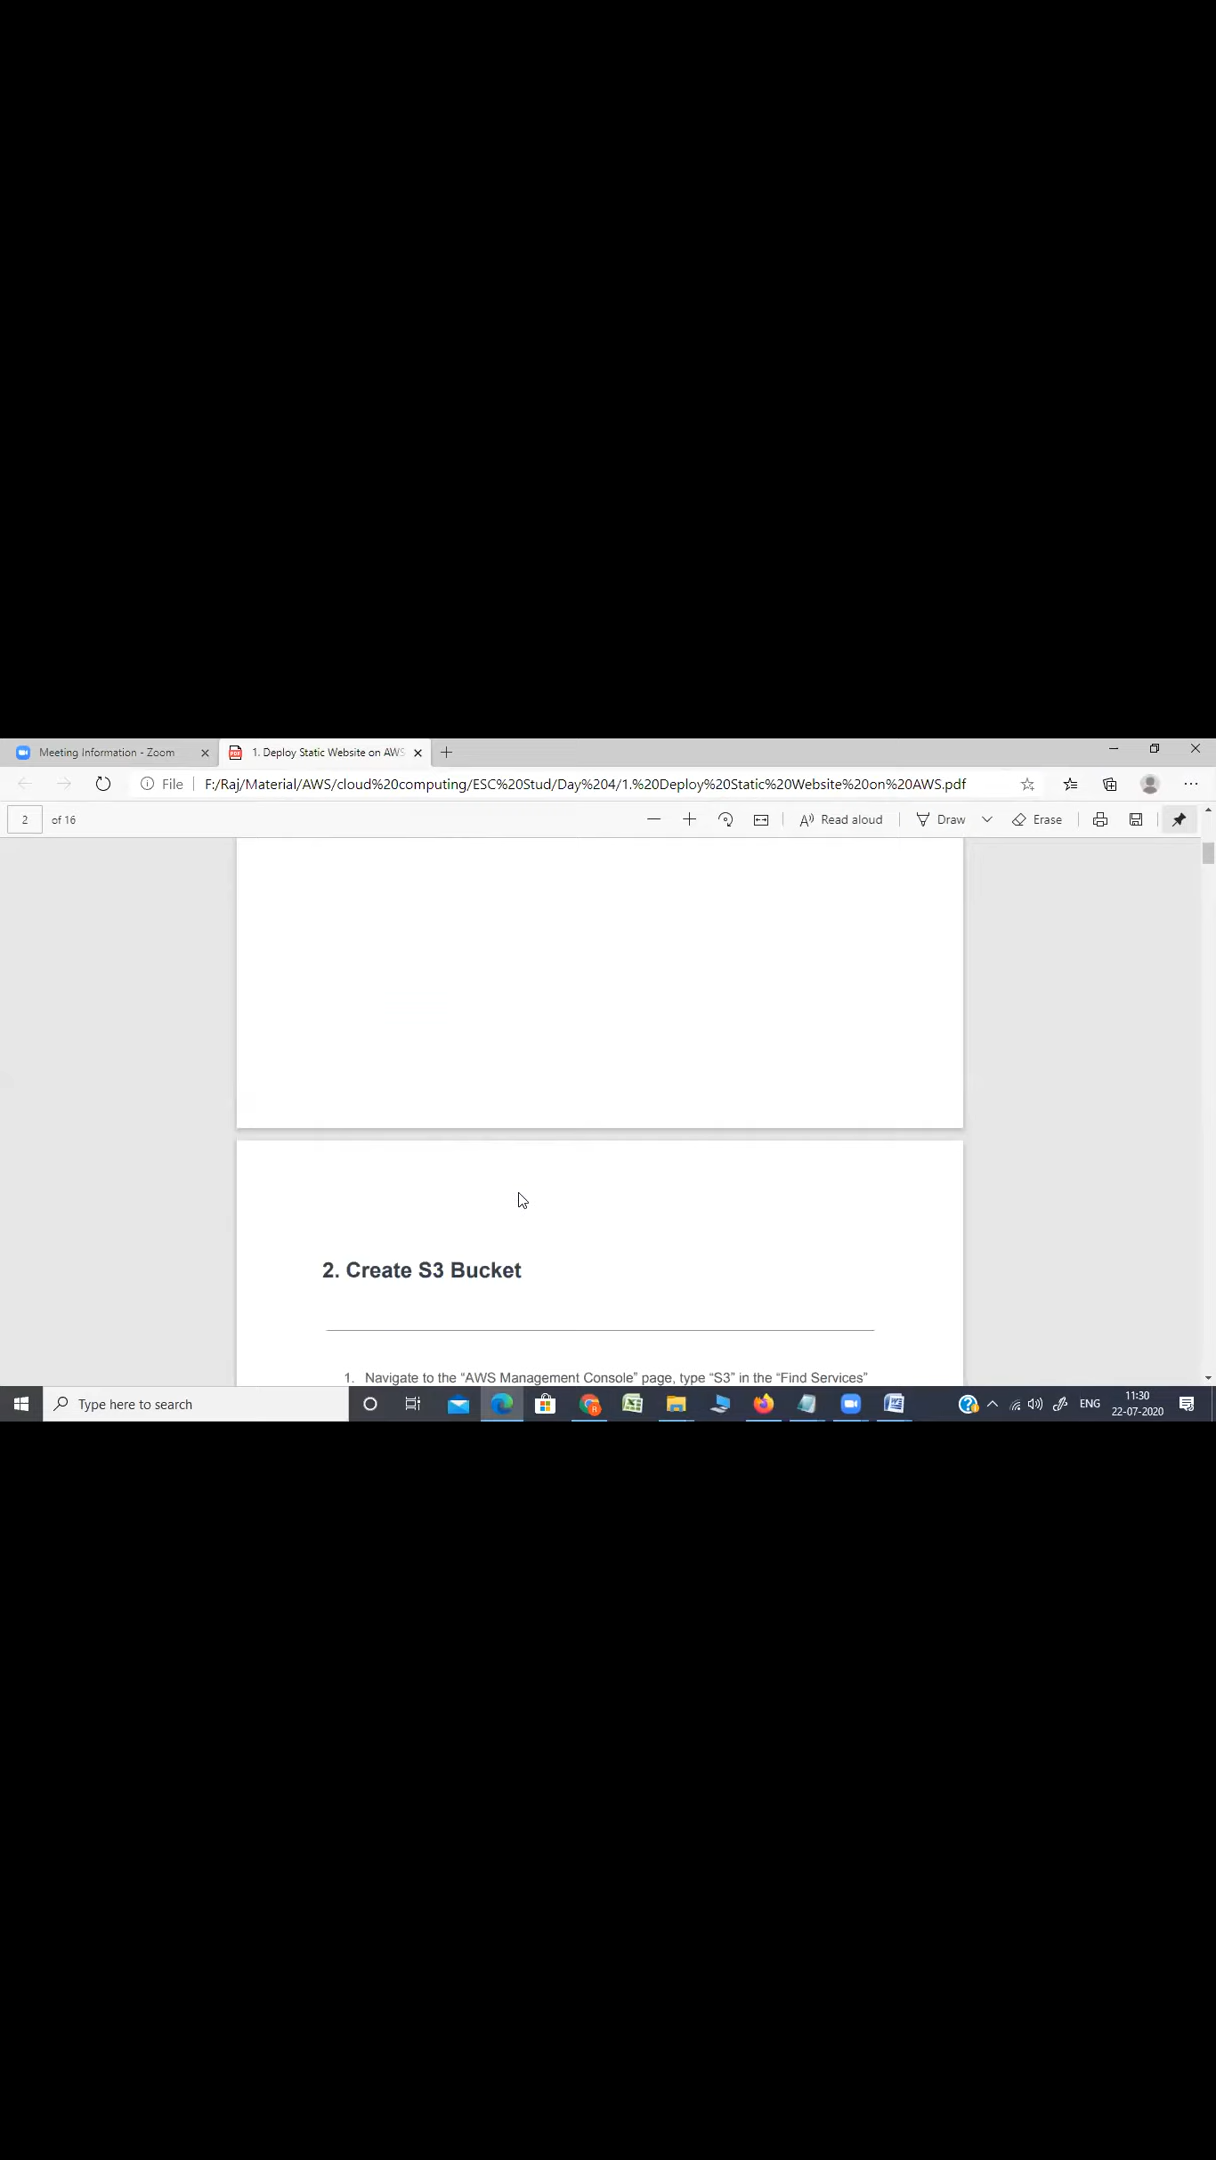 Meeting Information - Zoom
1. Deploy Static Website on AWS
File
F:/Raj/Material/AWS/cloud%20computing/ESC%20Stud/Day%204/1.%20Deploy%20Static%20Website%20on%20AWS.pdf
2
of 16
Read aloud
Draw
Erase
2. Create S3 Bucket
1. Navigate to the “AWS Management Console” page, type “S3” in the “Find Services”
Type here to search
ENG
11:30
22-07-2020